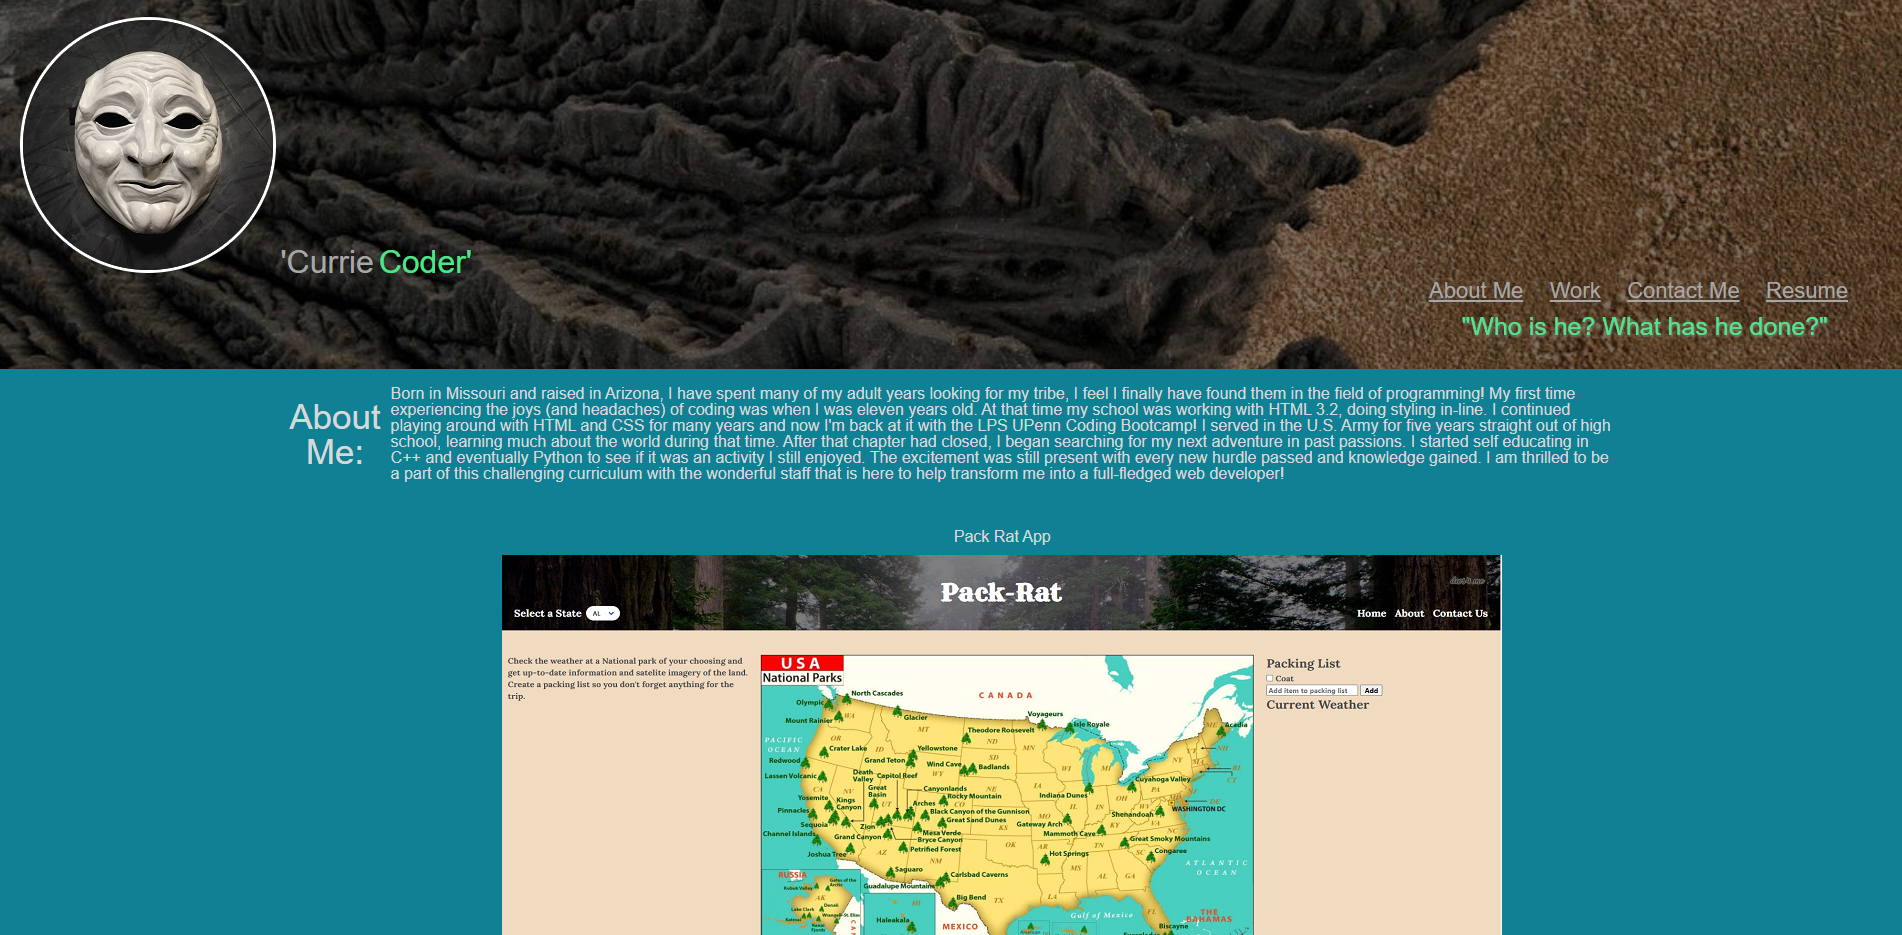 'Currie Coder'
About Me Work Contact Me Resume
"Who is he? What has he done?"
About
Me:
Born in Missouri and raised in Arizona, I have spent many of my adult years looking for my tribe, I feel I finally have found them in the field of programming! My first time
experiencing the joys (and headaches) of coding was when I was eleven years old. At that time my school was working with HTML 3.2, doing styling in-line. I continued
playing around with HTML and CSS for many years and now I'm back at it with the LPS UPenn Coding Bootcamp! I served in the U.S. Army for five years straight out of high
school, learning much about the world during that time. After that chapter had closed, I began searching for my next adventure in past passions. I started self educating in
C++ and eventually Python to see if it was an activity I still enjoyed. The excitement was still present with every new hurdle passed and knowledge gained. I am thrilled to be
a part of this challenging curriculum with the wonderful staff that is here to help transform me into a full-fledged web developer!
Pack Rat App
Pack-Rat
Select a State AL
Home About Contact Us
Check the weather at a National park of your choosing and
get up-to-date information and satelite imagery of the land.
Create a packing list so you don't forget anything for the
trip.
USA
National Parks
CANADA
North Cascades
Olympic
Mount Rainier
WA
Glacier
Voyageurs
Isle Royale
Theodore Roosevelt
Acadia
ME
MT
ND
MN
PACIFIC
OCEAN
OR
ID
Crater Lake
Yellowstone
SD
NH
VT
Redwood
Grand Teton
Wind Cave
Badlands
WI
MI
NY
MA
RI
CT
Lassen Volcanic
Death
Valley
Capitol Reef
WY
Cuyahoga Valley
CA
NV
Great
Basin
UT
Canyonlands
NE
IA
Indiana Dunes
PA
NJ
Yosemite
Kings
Canyon
Arches
Rocky Mountain
CO
IL
IN
OH
WV
DE
WASHINGTON DC
Pinnacles
Black Canyon of the Gunnison
MO
Shenandoah
Sequoia
Zion
Great Sand Dunes
KS
Gateway Arch
KY
VA
Channel Islands
Grand Canyon
Mesa Verde
Bryce Canyon
Mammoth Cave
NC
Great Smoky Mountains
Joshua Tree
AZ
Petrified Forest
NM
OK
AR
TN
SC
Congaree
Hot Springs
ATLANTIC
OCEAN
Saguaro
Carlsbad Caverns
MS
AL
GA
Guadalupe Mountains
Big Bend
TX
LA
FL
RUSSIA
Kobuk Valley
Gates of the
Arctic
AK
Lake Clark
Denali
Wrangell-St. Elias
Katmai
Kenai
Fjords
HI
Haleakala
MEXICO
Gulf of Mexico
THE
BAHAMAS
Biscayne
Everglades
Packing List
Coat
Add item to packing list Add
Current Weather